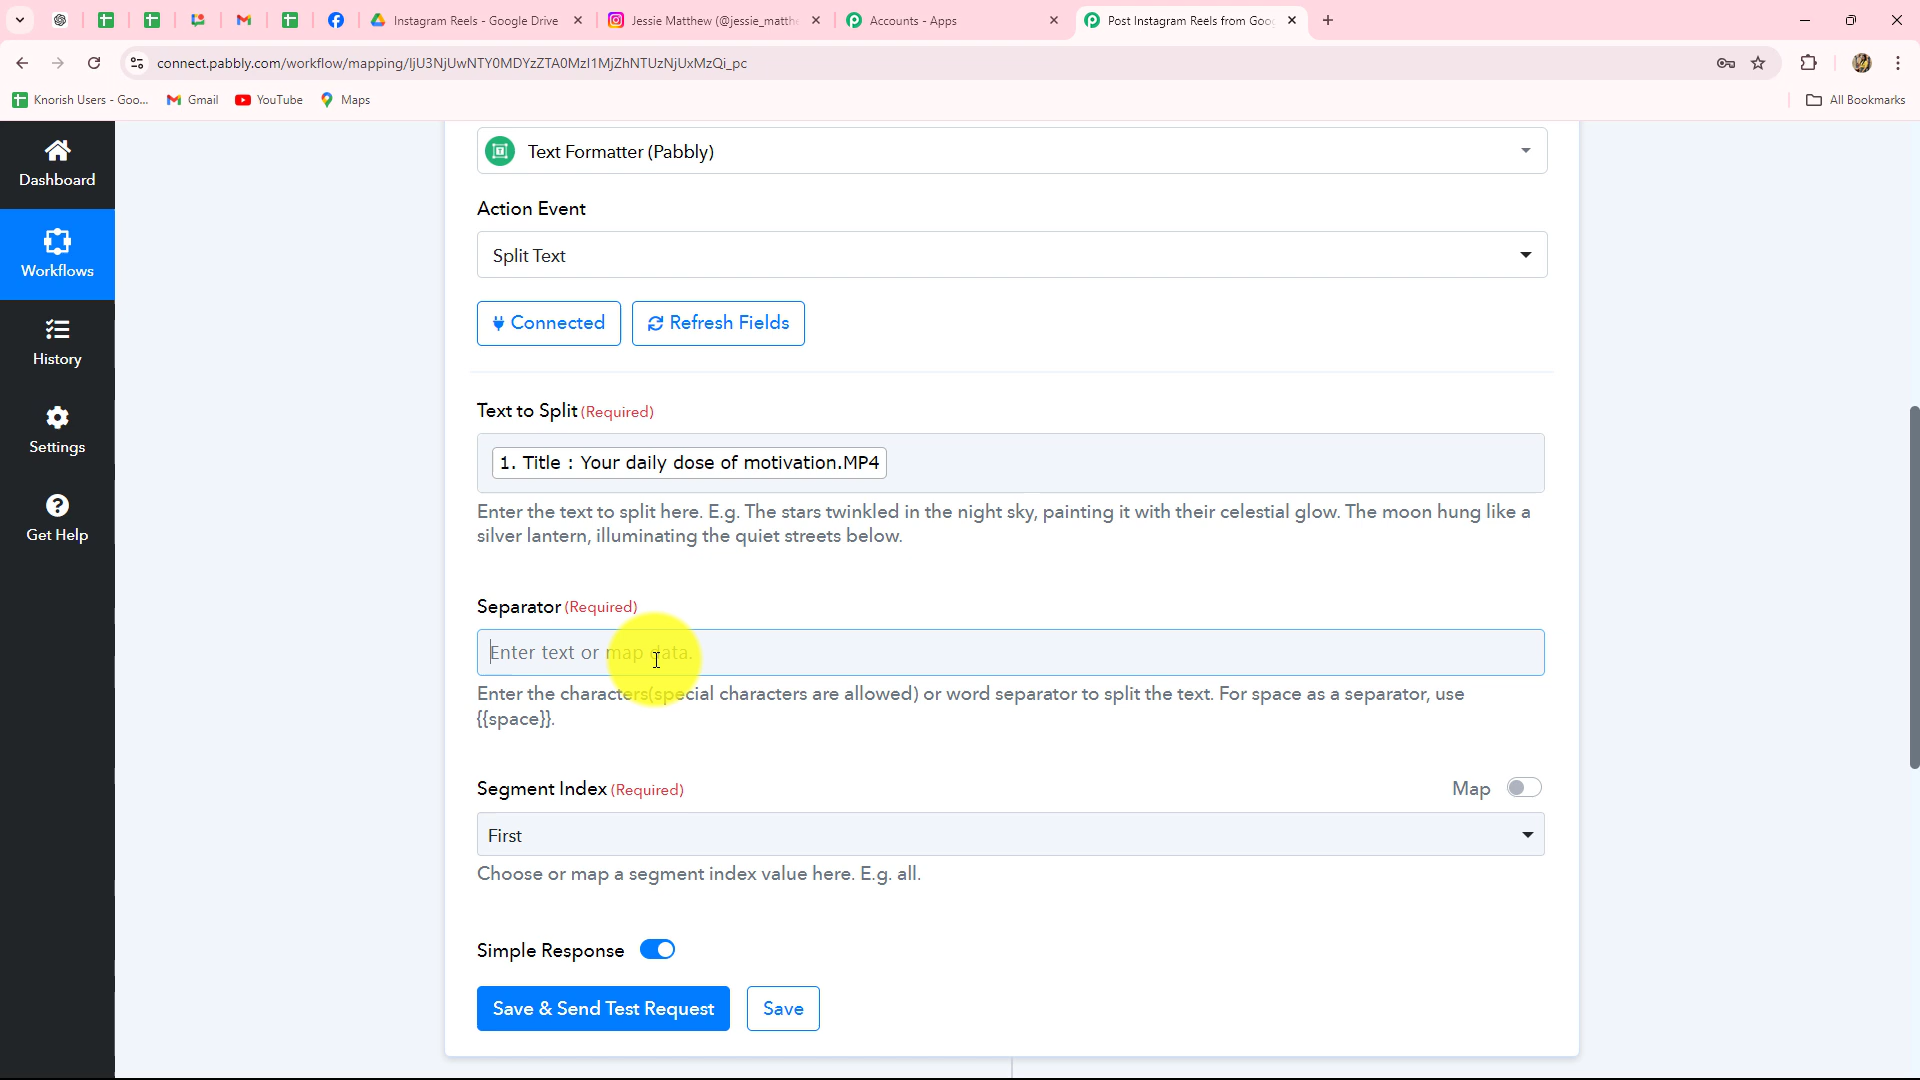 Instagram Reels - Google Drive
Jessie Matthew (@jessie_matth
Accounts - Apps
Post Instagram Reels from Goo
connect.pabbly.com/workflow/mapping/IjU3NjUwNTY0MDYzZTA0MzI1MjZhNTUzNjUxMzQi_pc
Knorish Users - Goo...
Gmail
YouTube
Maps
All Bookmarks
Dashboard
Workflows
History
Settings
Get Help
Text Formatter (Pabbly)
Action Event
Split Text
Connected
Refresh Fields
Text to Split (Required)
1. Title : Your daily dose of motivation.MP4
Enter the text to split here. E.g. The stars twinkled in the night sky, painting it with their celestial glow. The moon hung like a
silver lantern, illuminating the quiet streets below.
Separator (Required)
Enter text or map data.
Enter the characters(special characters are allowed) or word separator to split the text. For space as a separator, use
{{space}}.
Segment Index (Required)
Map
First
Choose or map a segment index value here. E.g. all.
Simple Response
Save & Send Test Request
Save